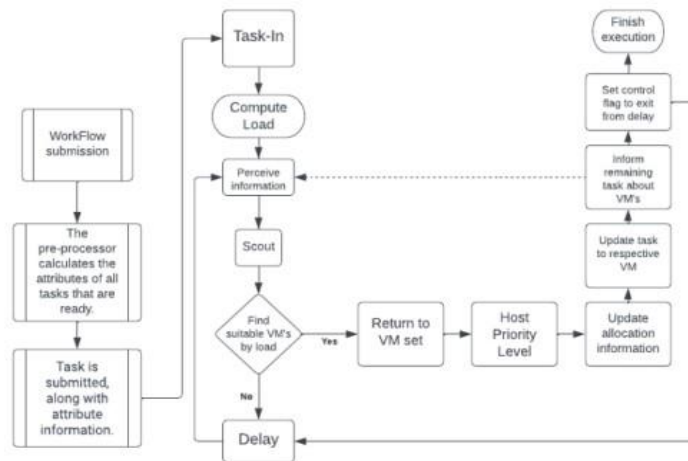 WorkFlow
submission
The
pre-processor
calculates the
attributes of all
tasks that are
ready.
Task is
submitted,
along with
attribute
information.
Task-In
Compute
Load
Perceive
information
Scout
Find
suitable VM's
by load
Yes
No
Delay
Return to
VM set
Host
Priority
Level
Update
allocation
information
Update task
to respective
VM
Inform
remaining
task about
VM's
Set control
flag to exit
from delay
Finish
execution